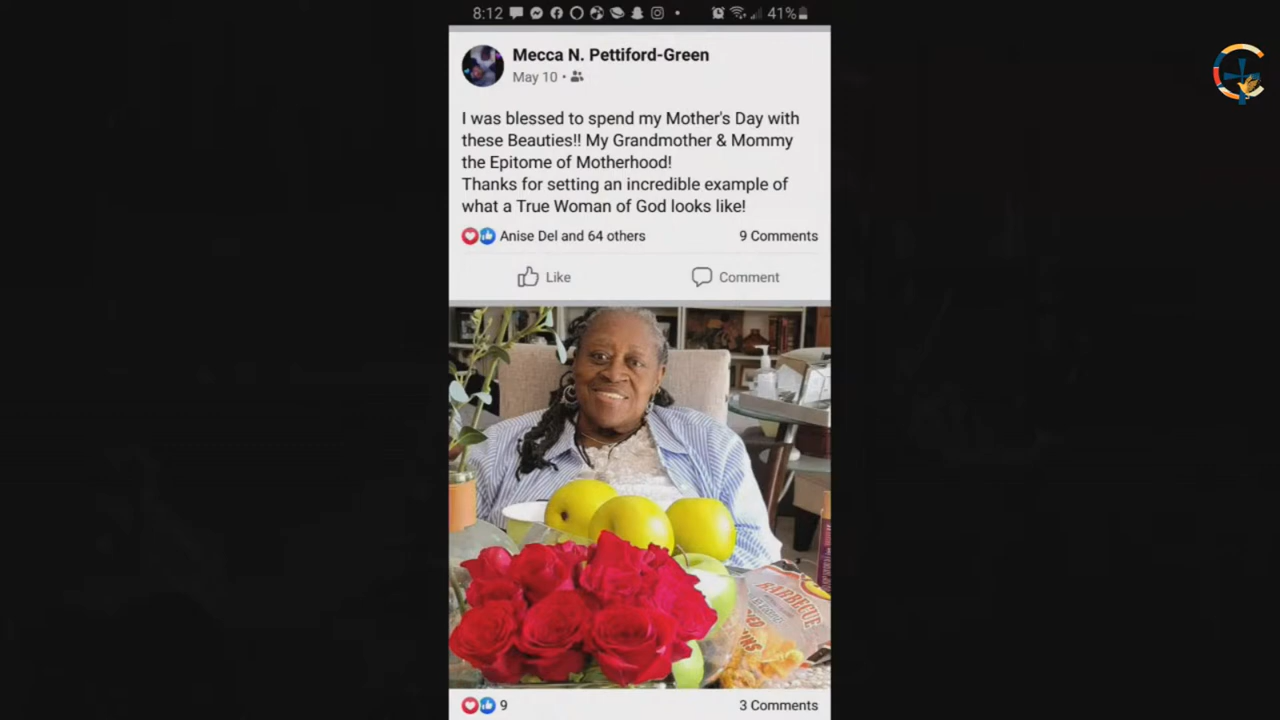 8:12
41%
Mecca N. Pettiford-Green
May 10
I was blessed to spend my Mother's Day with
these Beauties!! My Grandmother & Mommy
the Epitome of Motherhood!
Thanks for setting an incredible example of
what a True Woman of God looks like!
Anise Del and 64 others
9 Comments
Like
Comment
BARBECUE
9
3 Comments